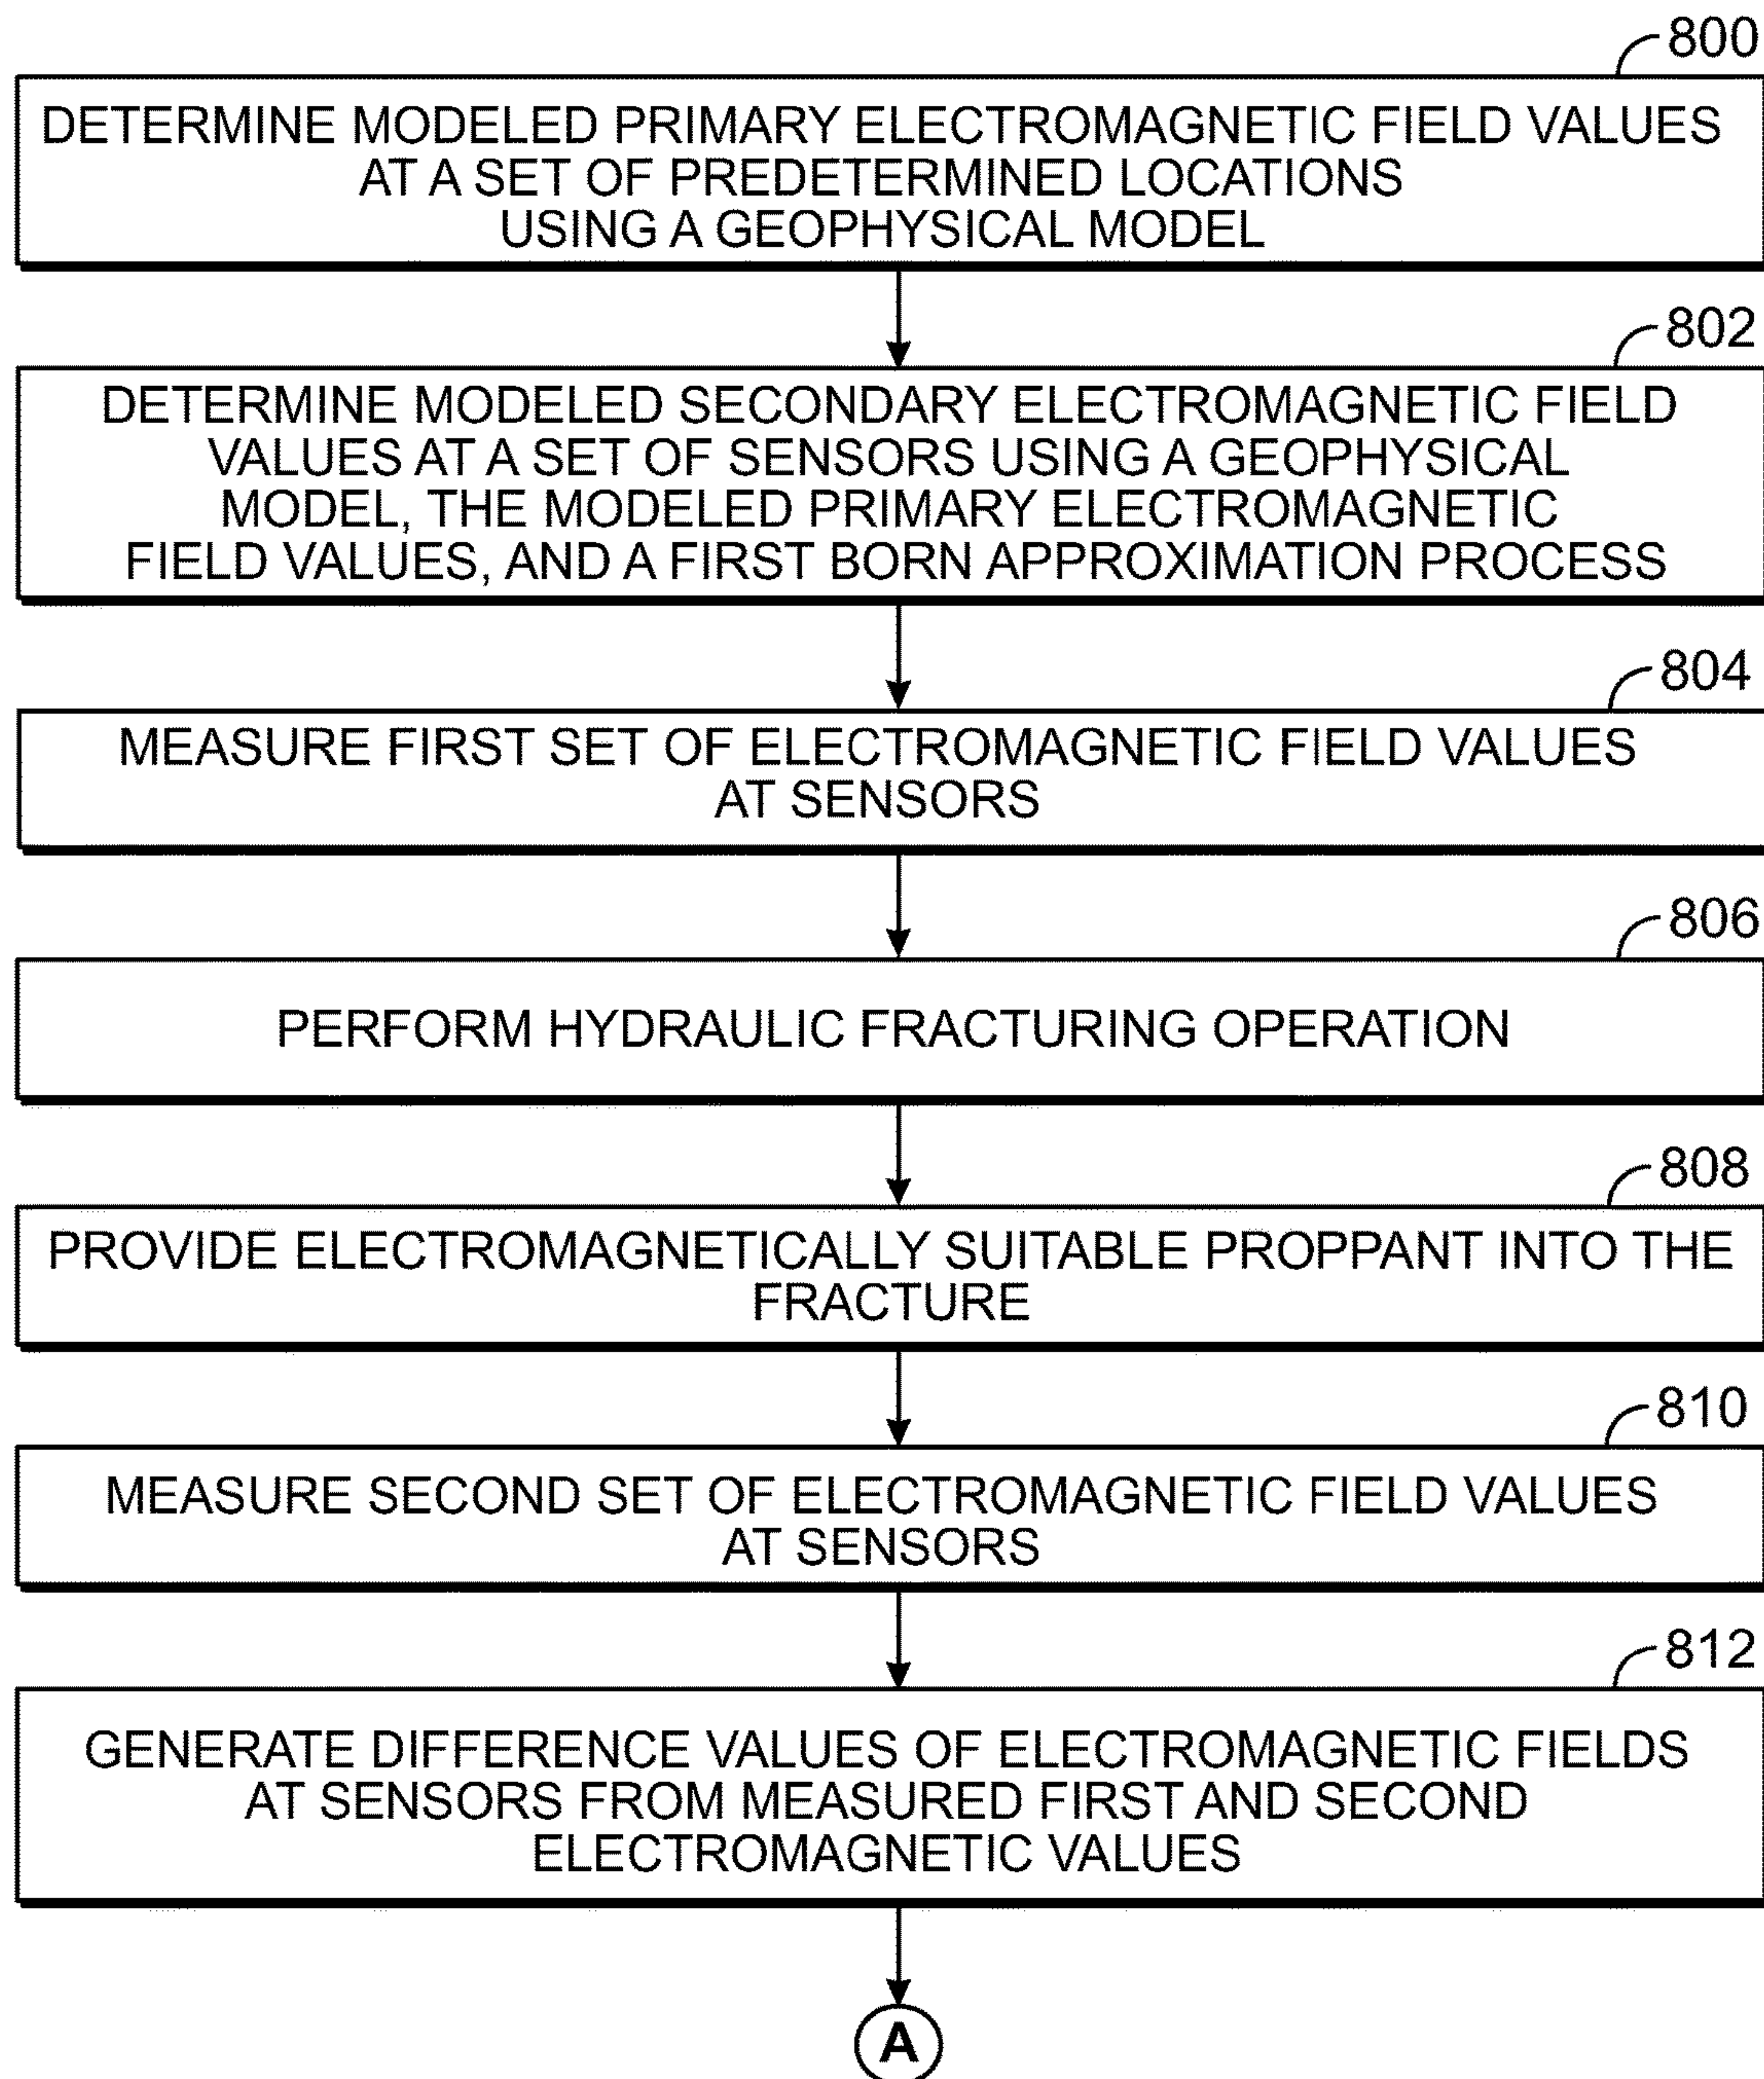 800
DETERMINE MODELED PRIMARY ELECTROMAGNETIC FIELD VALUES
AT A SET OF PREDETERMINED LOCATIONS
USING A GEOPHYSICAL MODEL
802
DETERMINE MODELED SECONDARY ELECTROMAGNETIC FIELD
VALUES AT A SET OF SENSORS USING A GEOPHYSICAL
MODEL, THE MODELED PRIMARY ELECTROMAGNETIC
FIELD VALUES, AND A FIRST BORN APPROXIMATION PROCESS
804
MEASURE FIRST SET OF ELECTROMAGNETIC FIELD VALUES
AT SENSORS
806
PERFORM HYDRAULIC FRACTURING OPERATION
808
PROVIDE ELECTROMAGNETICALLY SUITABLE PROPPANT INTO THE
FRACTURE
810
MEASURE SECOND SET OF ELECTROMAGNETIC FIELD VALUES
AT SENSORS
812
GENERATE DIFFERENCE VALUES OF ELECTROMAGNETIC FIELDS
AT SENSORS FROM MEASURED FIRST AND SECOND
ELECTROMAGNETIC VALUES
A